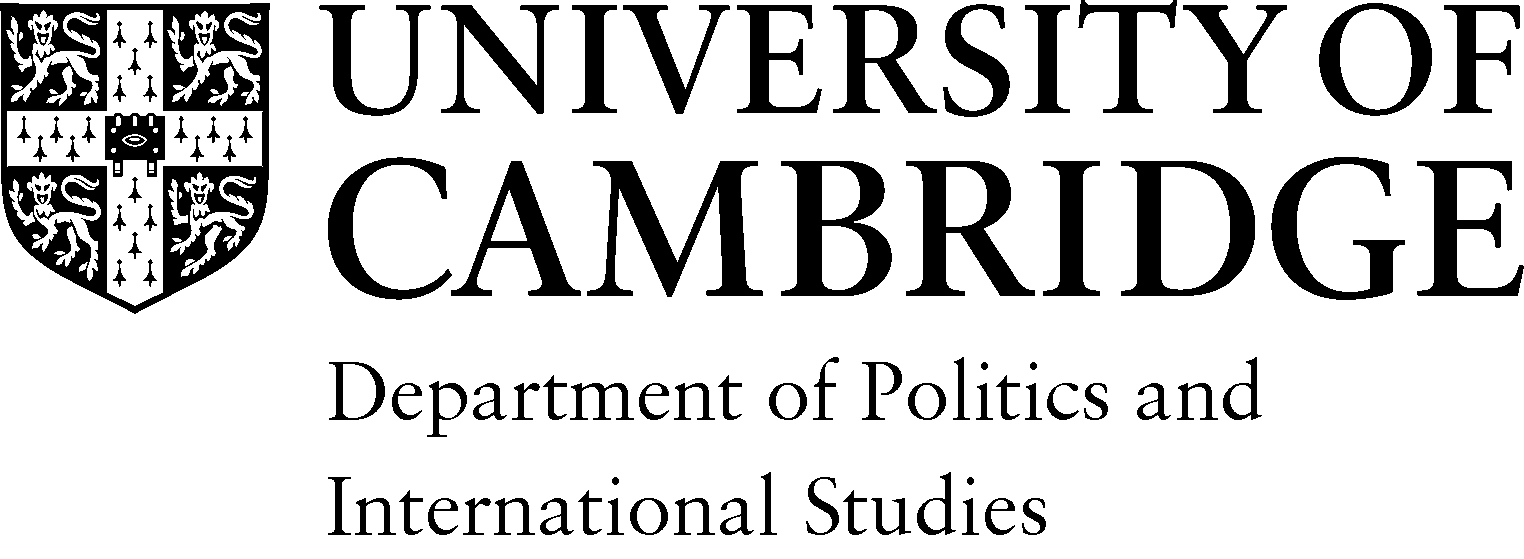 UNIVERSITY OF
CAMBRIDGE
Department of Politics and
International Studies